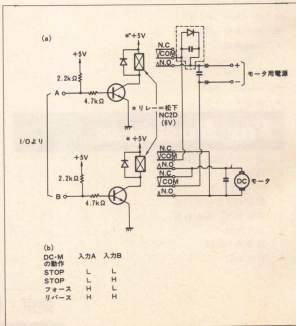 (a)
*+5V
+5V
2.2kΩ
A
4.7kΩ
N.C
COM
N.O
+
−
モータ用電源
* リレー=松下
NC2D
(6V)
I/Oより
*+5V
+5V
2.2kΩ
B
4.7kΩ
N.C
COM
N.O
N.C
COM
N.O
DC
モータ
(b)
DC-M 入力A 入力B
の動作
STOP L L
STOP L H
フォース H L
リバース H H